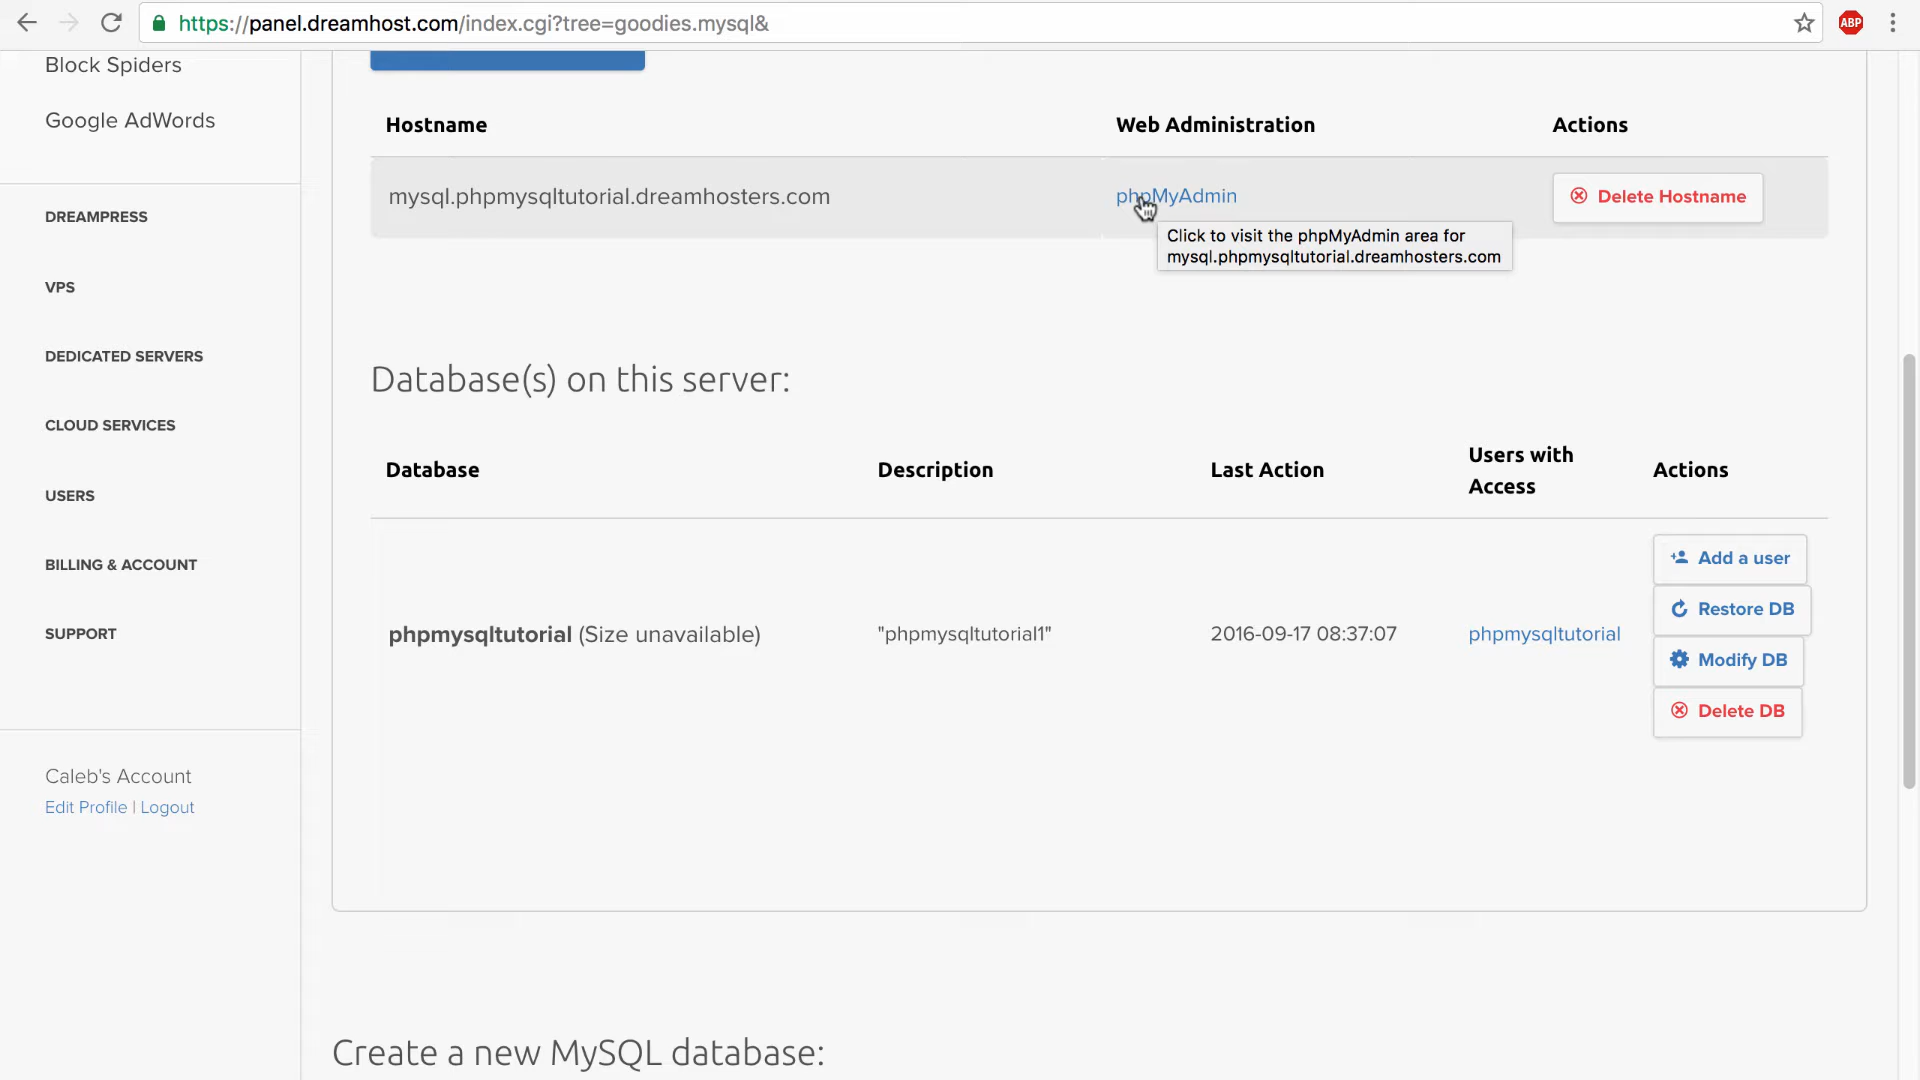 https://panel.dreamhost.com/index.cgi?tree=goodies.mysql&
ABP
Block Spiders
Google AdWords
DREAMPRESS
VPS
DEDICATED SERVERS
CLOUD SERVICES
USERS
BILLING & ACCOUNT
SUPPORT
Caleb's Account
Edit Profile | Logout
Hostname Web Administration Actions
mysql.phpmysqltutorial.dreamhosters.com phpMyAdmin Delete Hostname
Click to visit the phpMyAdmin area for
mysql.phpmysqltutorial.dreamhosters.com
Database(s) on this server:
Database Description Last Action Users with Access Actions
phpmysqltutorial (Size unavailable) "phpmysqltutorial1" 2016-09-17 08:37:07 phpmysqltutorial
Add a user
Restore DB
Modify DB
Delete DB
Create a new MySQL database: